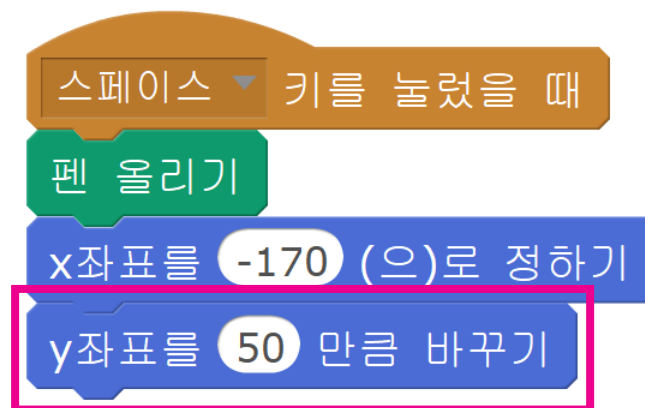 스페이스 키를 눌렀을 때
펜 올리기
x좌표를 -170 (으)로 정하기
y좌표를 50 만큼 바꾸기